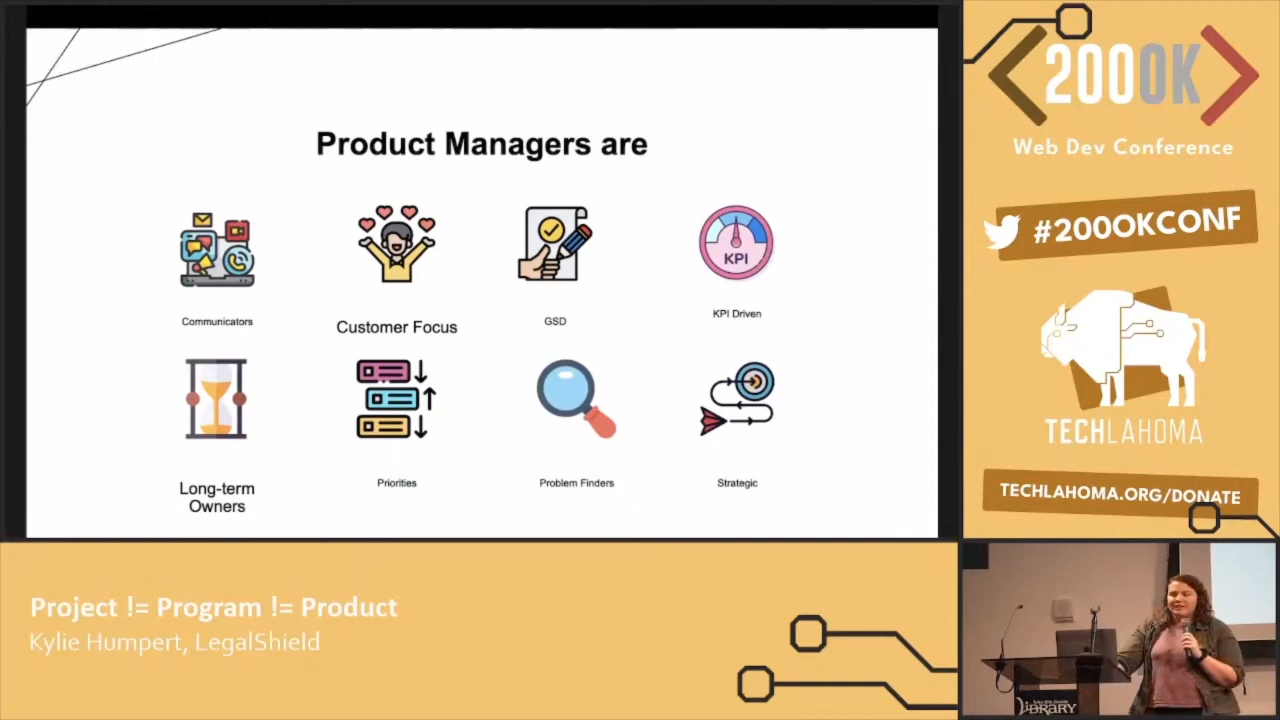 Product Managers are
KPI
Communicators
Customer Focus
GSD
KPI Driven
Long-term
Owners
Priorities
Problem Finders
Strategic
200OK
Web Dev Conference
#200OKCONF
TECHLAHOMA
TECHLAHOMA.ORG/DONATE
Project != Program != Product
Kylie Humpert, LegalShield
LIBRARY